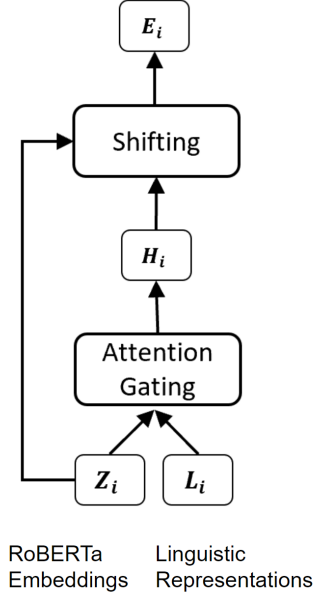 E_i
Shifting
H_i
Attention
Gating
Z_i L_i
RoBERTa Linguistic
Embeddings Representations